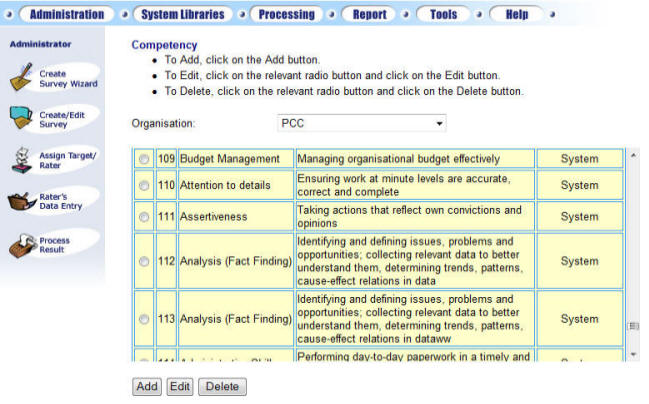 Administration System Libraries Processing Report Tools Help
Administrator
Create
Survey Wizard
Create/Edit
Survey
Assign Target/
Rater
Rater's
Data Entry
Process
Result
Competency
• To Add, click on the Add button.
• To Edit, click on the relevant radio button and click on the Edit button.
• To Delete, click on the relevant radio button and click on the Delete button.
Organisation: PCC
109 Budget Management Managing organisational budget effectively System
110 Attention to details Ensuring work at minute levels are accurate,
correct and complete System
111 Assertiveness Taking actions that reflect own convictions and
opinions System
112 Analysis (Fact Finding) Identifying and defining issues, problems and
opportunities; collecting relevant data to better
understand them, determining trends, patterns,
cause-effect relations in data System
113 Analysis (Fact Finding) Identifying and defining issues, problems and
opportunities; collecting relevant data to better
understand them, determining trends, patterns,
cause-effect relations in dataww System
Performing day-to-day paperwork in a timely and
Add Edit Delete